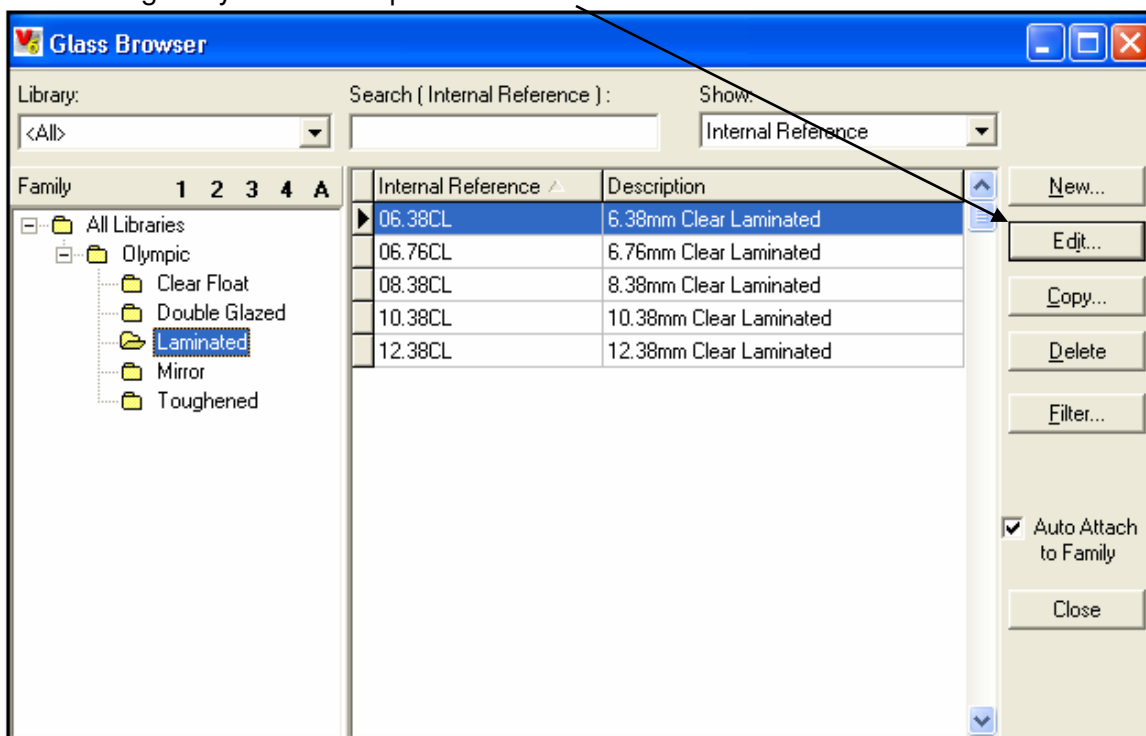 Glass Browser
Library: Search ( Internal Reference ) : Show:
<All> Internal Reference
Family 1 2 3 4 A
All Libraries
Olympic
Clear Float
Double Glazed
Laminated
Mirror
Toughened
Internal Reference Description
06.38CL 6.38mm Clear Laminated
06.76CL 6.76mm Clear Laminated
08.38CL 8.38mm Clear Laminated
10.38CL 10.38mm Clear Laminated
12.38CL 12.38mm Clear Laminated
New...
Edit...
Copy...
Delete
Filter...
Auto Attach
to Family
Close